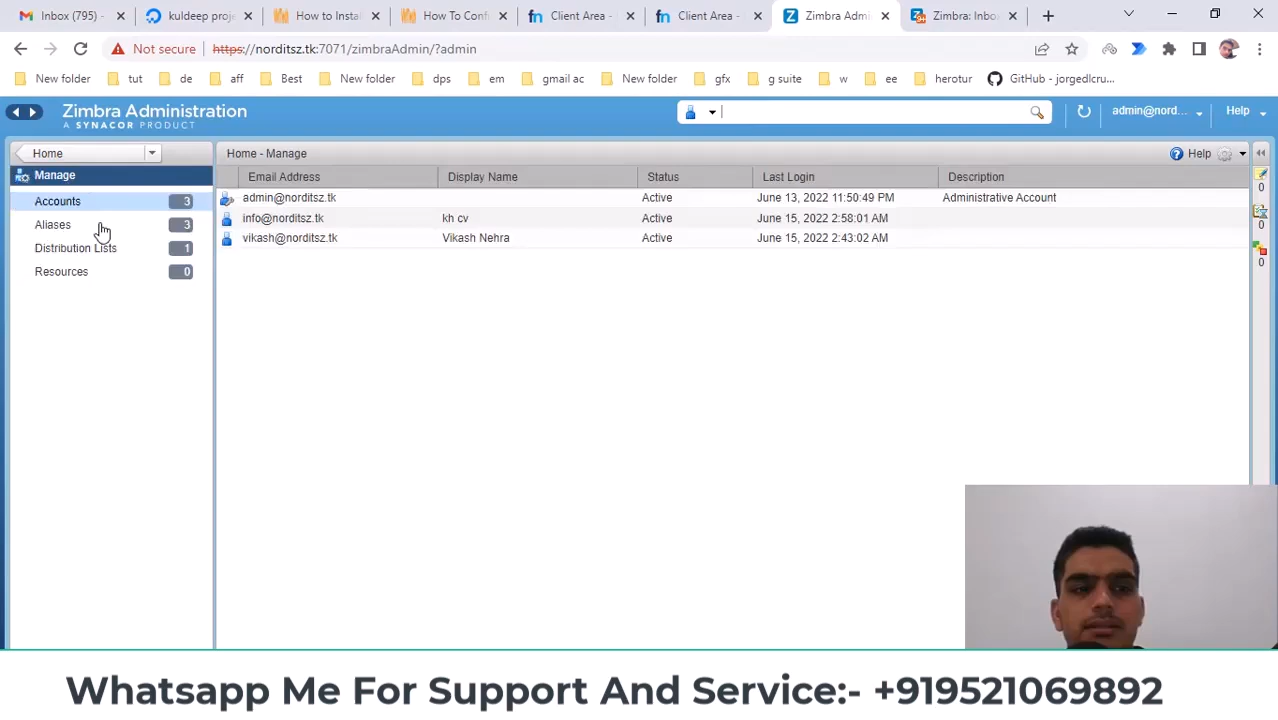 Inbox (795) -
kuldeep proje
How to Instal
How To Confi
Client Area -
Client Area -
Zimbra Admi
Zimbra: Inbo
Not secure
https://norditsz.tk:7071/zimbraAdmin/?admin
New folder
tut
de
aff
Best
New folder
dps
em
gmail ac
New folder
gfx
g suite
w
ee
herotur
GitHub - jorgedlcru...
Zimbra Administration
A SYNACOR PRODUCT
admin@nord...
Help
Home
Home - Manage
Help
Manage
Email Address Display Name Status Last Login Description
Accounts 3
admin@norditsz.tk Active June 13, 2022 11:50:49 PM Administrative Account
0
Aliases 3
info@norditsz.tk kh cv Active June 15, 2022 2:58:01 AM
0
Distribution Lists 1
vikash@norditsz.tk Vikash Nehra Active June 15, 2022 2:43:02 AM
0
Resources 0
Whatsapp Me For Support And Service:- +919521069892